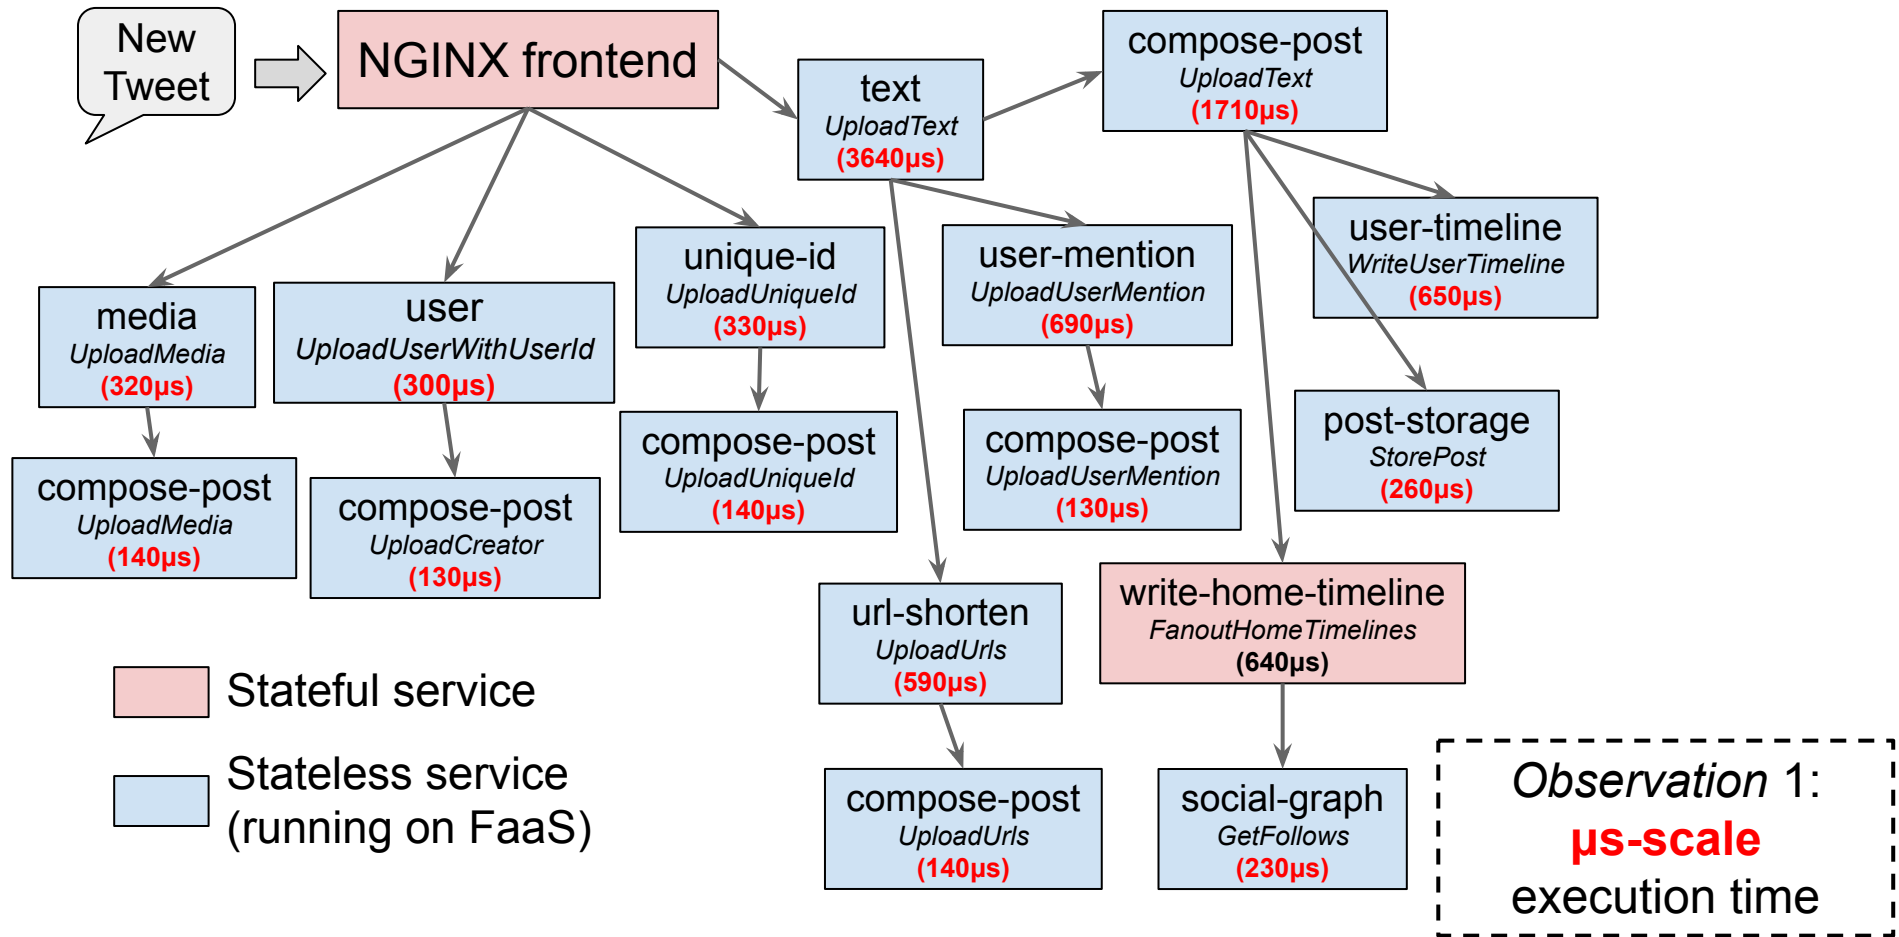 New
Tweet
NGINX frontend
text
UploadText
(3640µs)
compose-post
UploadText
(1710µs)
media
UploadMedia
(320µs)
user
UploadUserWithUserId
(300µs)
unique-id
UploadUniqueId
(330µs)
user-mention
UploadUserMention
(690µs)
user-timeline
WriteUserTimeline
(650µs)
compose-post
UploadMedia
(140µs)
compose-post
UploadCreator
(130µs)
compose-post
UploadUniqueId
(140µs)
compose-post
UploadUserMention
(130µs)
post-storage
StorePost
(260µs)
url-shorten
UploadUrls
(590µs)
write-home-timeline
FanoutHomeTimelines
(640µs)
compose-post
UploadUrls
(140µs)
social-graph
GetFollows
(230µs)
Stateful service
Stateless service
(running on FaaS)
Observation 1:
µs-scale
execution time